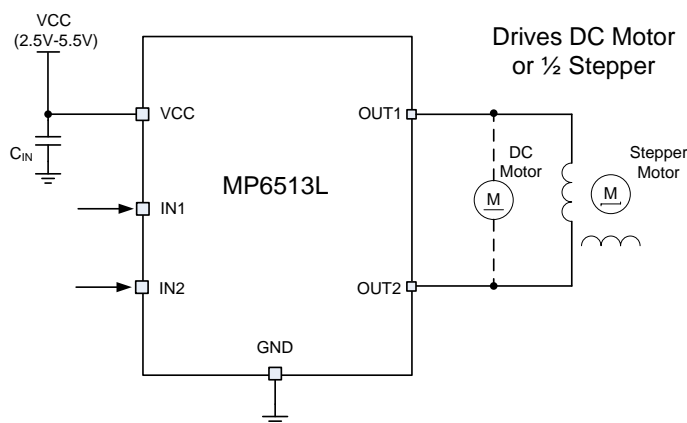 VCC
(2.5V-5.5V)
Drives DC Motor
or ½ Stepper
VCC
OUT1
C_IN
DC
Motor
Stepper
Motor
MP6513L
M
M
IN1
IN2
OUT2
GND